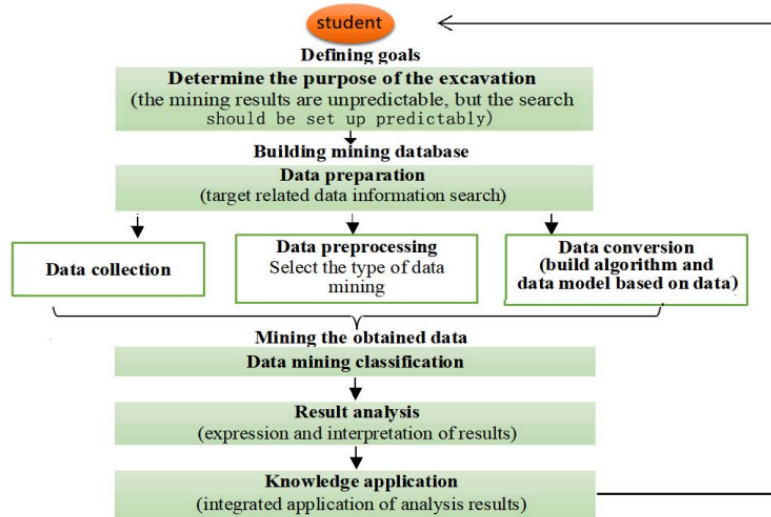 student
Defining goals
Determine the purpose of the excavation
(the mining results are unpredictable, but the search
should be set up predictably)
Building mining database
Data preparation
(target related data information search)
Data collection
Data preprocessing
Select the type of data
mining
Data conversion
(build algorithm and
data model based on data)
Mining the obtained data
Data mining classification
Result analysis
(expression and interpretation of results)
Knowledge application
(integrated application of analysis results)